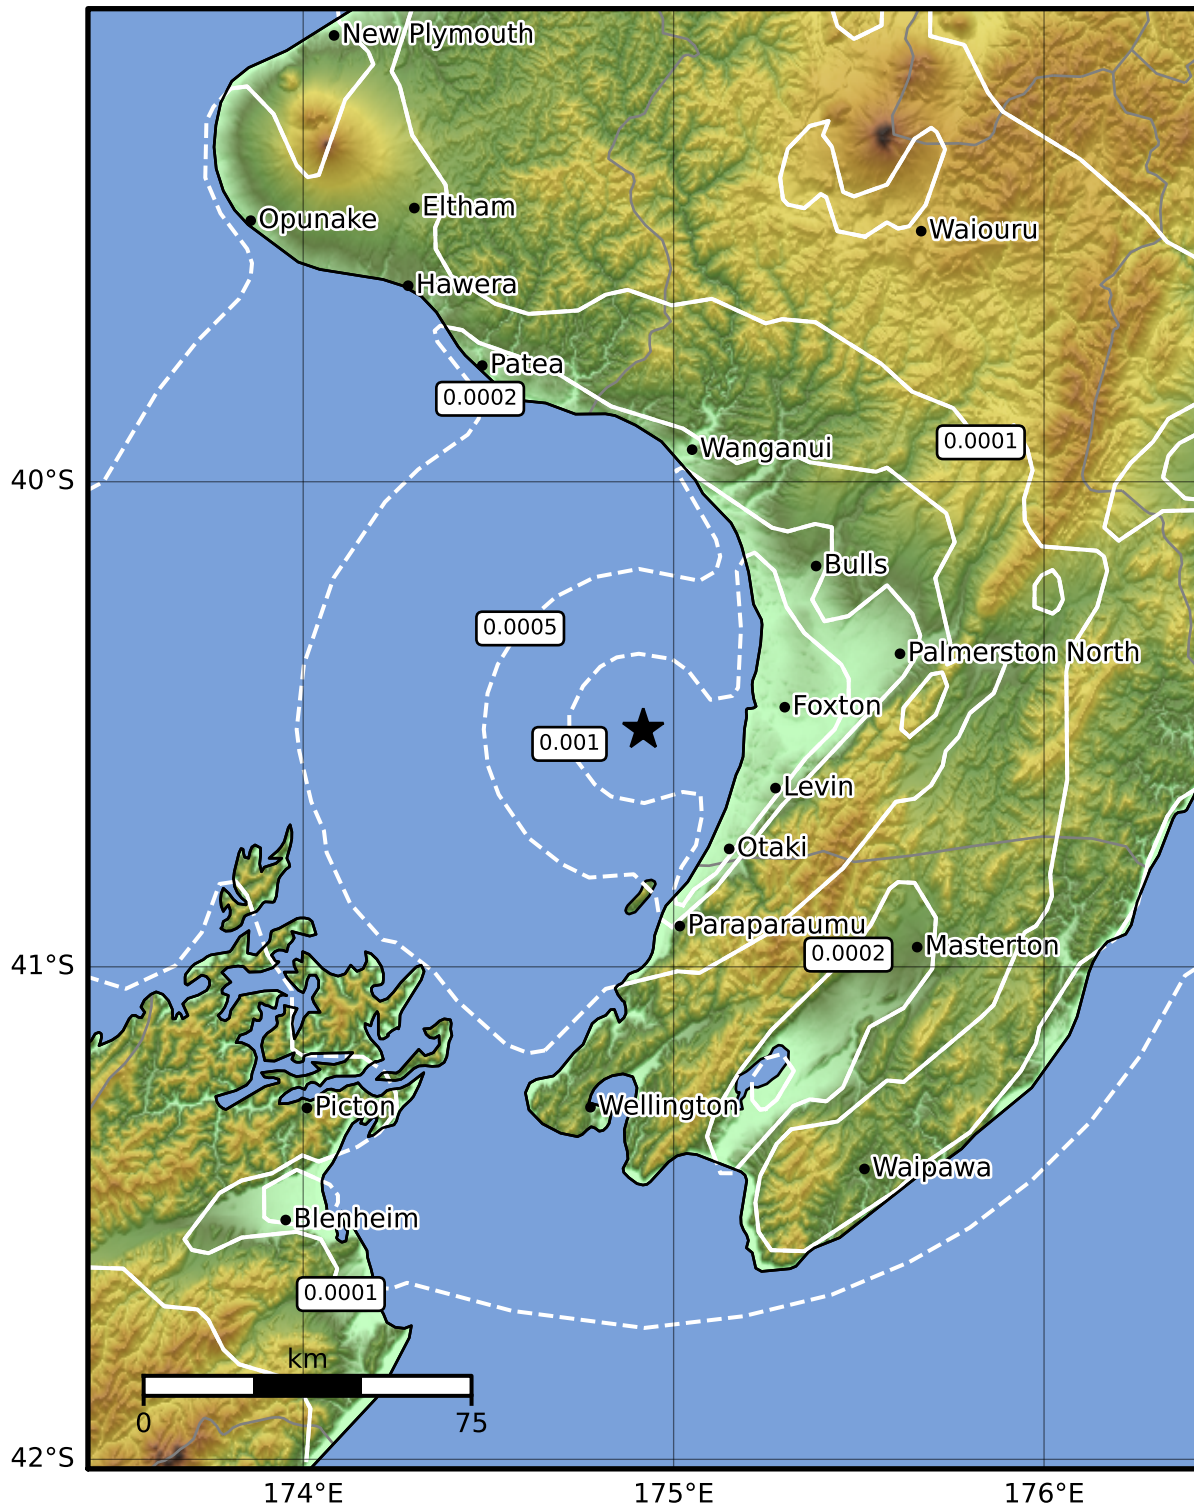 New Plymouth
Eltham
Opunake
Waiouru
Hawera
Patea
0.0002
0.0001
Wanganui
40°S
Bulls
0.0005
Palmerston North
Foxton
0.001
Levin
Otaki
Paraparaumu
0.0002
Masterton
41°S
Picton
Wellington
Waipawa
Blenheim
0.0001
km
0
75
42°S
174°E
175°E
176°E